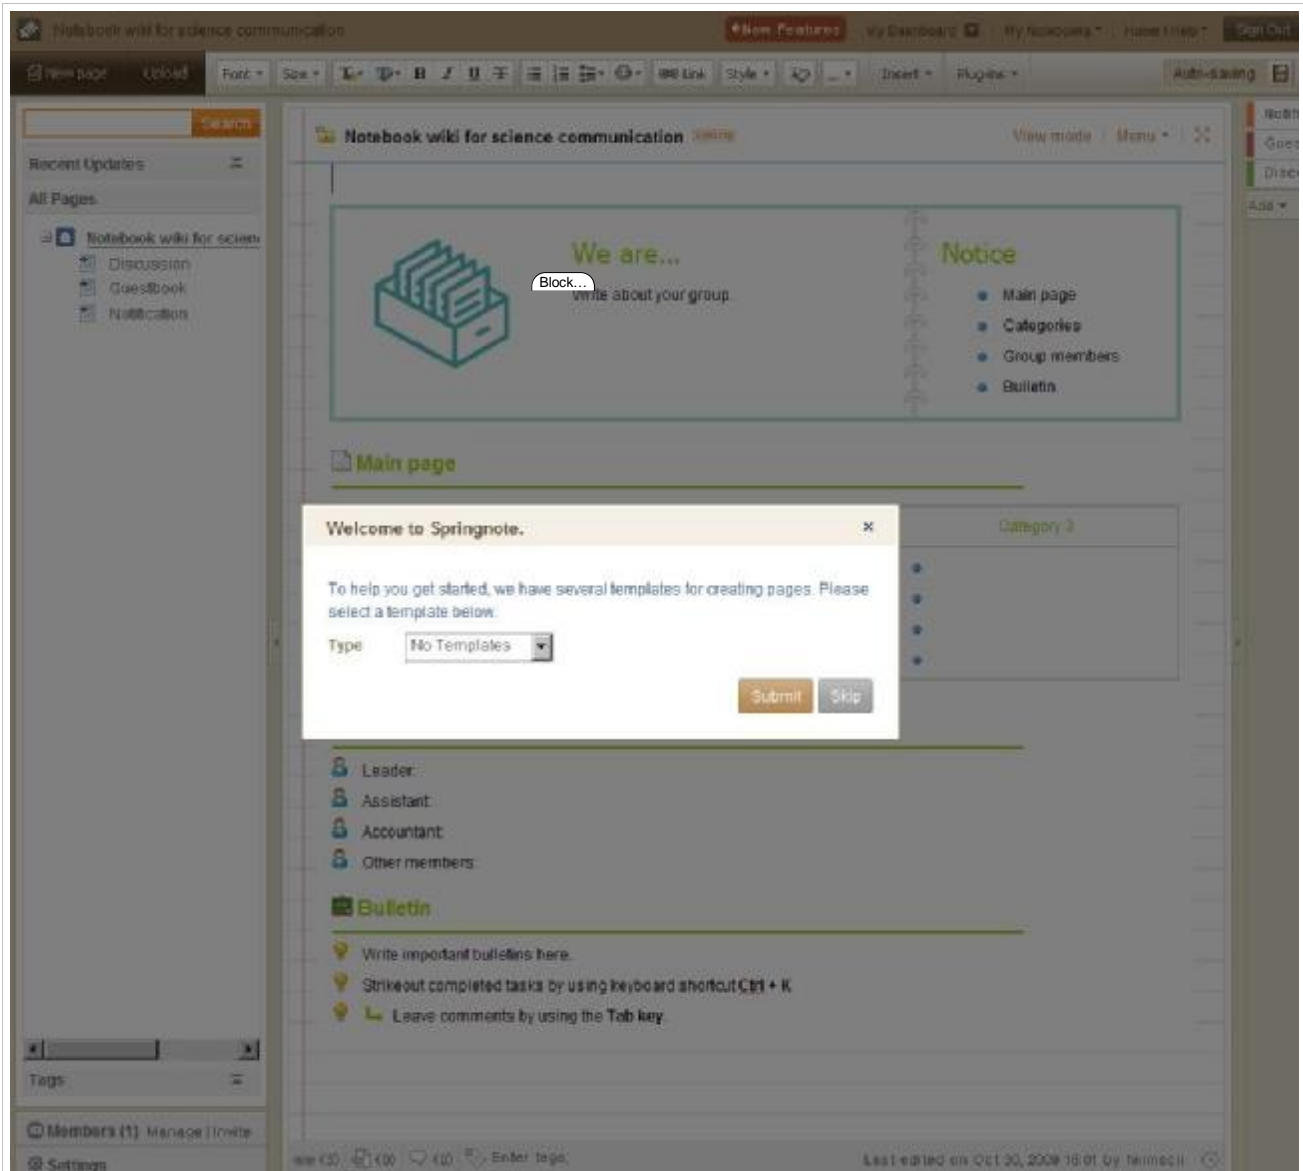 Notebook wiki for science communication
New Features My Dashboard My Notebooks Home Help Sign Out
New page Upload Font Size B I U T Link Style Insert Plug-ins Auto-saving
Search
Recent Updates
All Pages
Notebook wiki for scien
Discussion
Guestbook
Notification
Notebook wiki for science communication
View mode Menu
Disc
Add
We are...
Block...
Write about your group.
Notice
Main page
Categories
Group members
Bulletin
Main page
Category 3
Welcome to Springnote. ×
To help you get started, we have several templates for creating pages. Please
select a template below.
Type No Templates
Submit Skip
Leader:
Assistant:
Accountant:
Other members:
Bulletin
Write important bulletins here.
Strikeout completed tasks by using keyboard shortcut Ctrl + K
Leave comments by using the Tab key.
Tags
Members (1) Manage | Invite
Settings
Enter tags.
Last edited on Oct 30, 2009 16:01 by